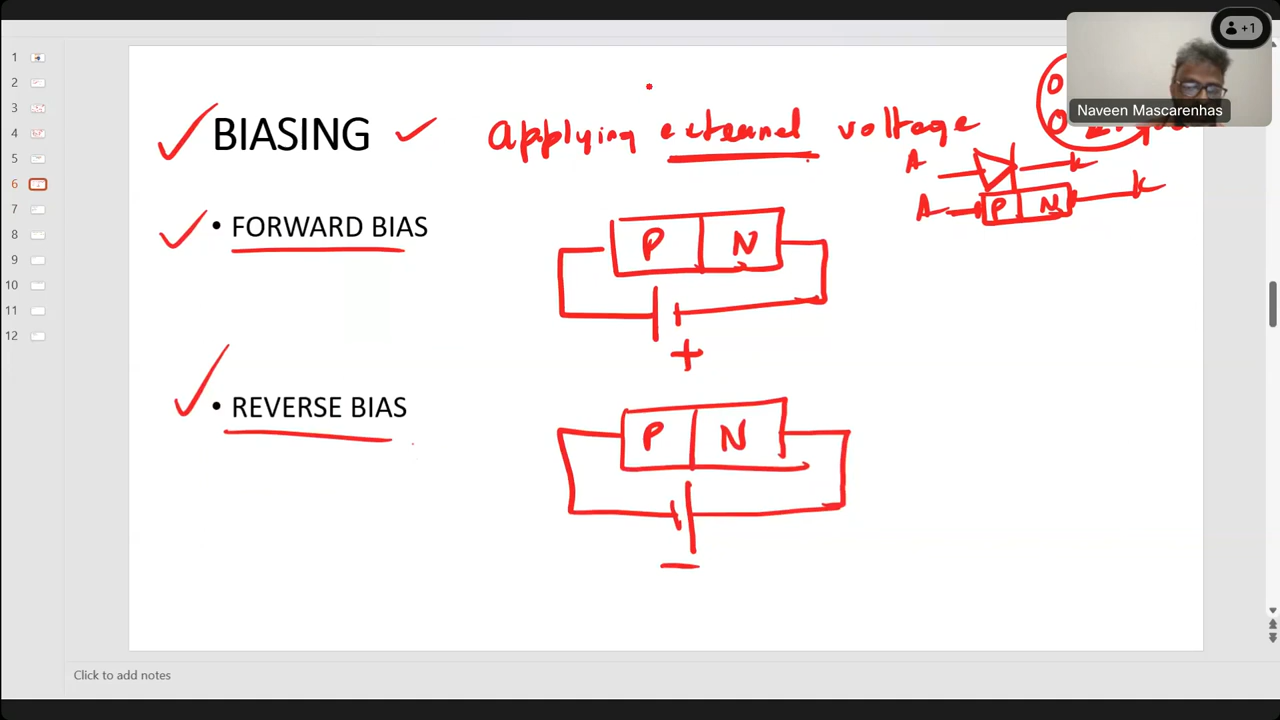 +1
Naveen Mascarenhas
1
2
3
4
5
6
7
8
9
10
11
12
BIASING applying external voltage
A K
A P N K
• FORWARD BIAS
P N
+
• REVERSE BIAS
P N
−
Click to add notes